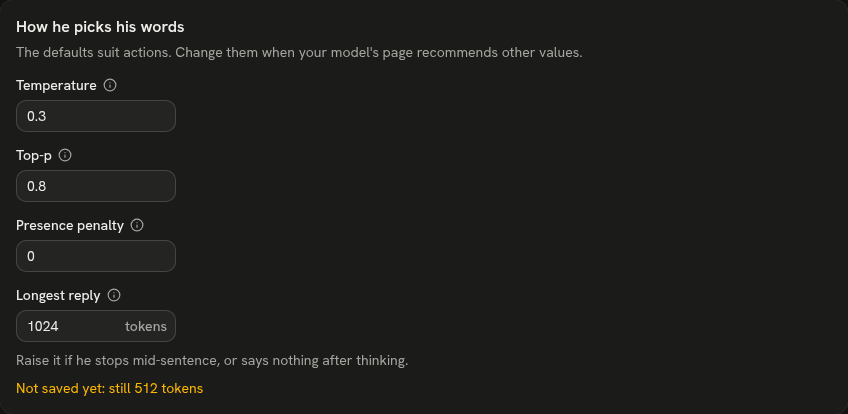 How he picks his words
The defaults suit actions. Change them when your model's page recommends other values.
Temperature
0.3
Top-p
0.8
Presence penalty
0
Longest reply
1024 tokens
Raise it if he stops mid-sentence, or says nothing after thinking.
Not saved yet: still 512 tokens